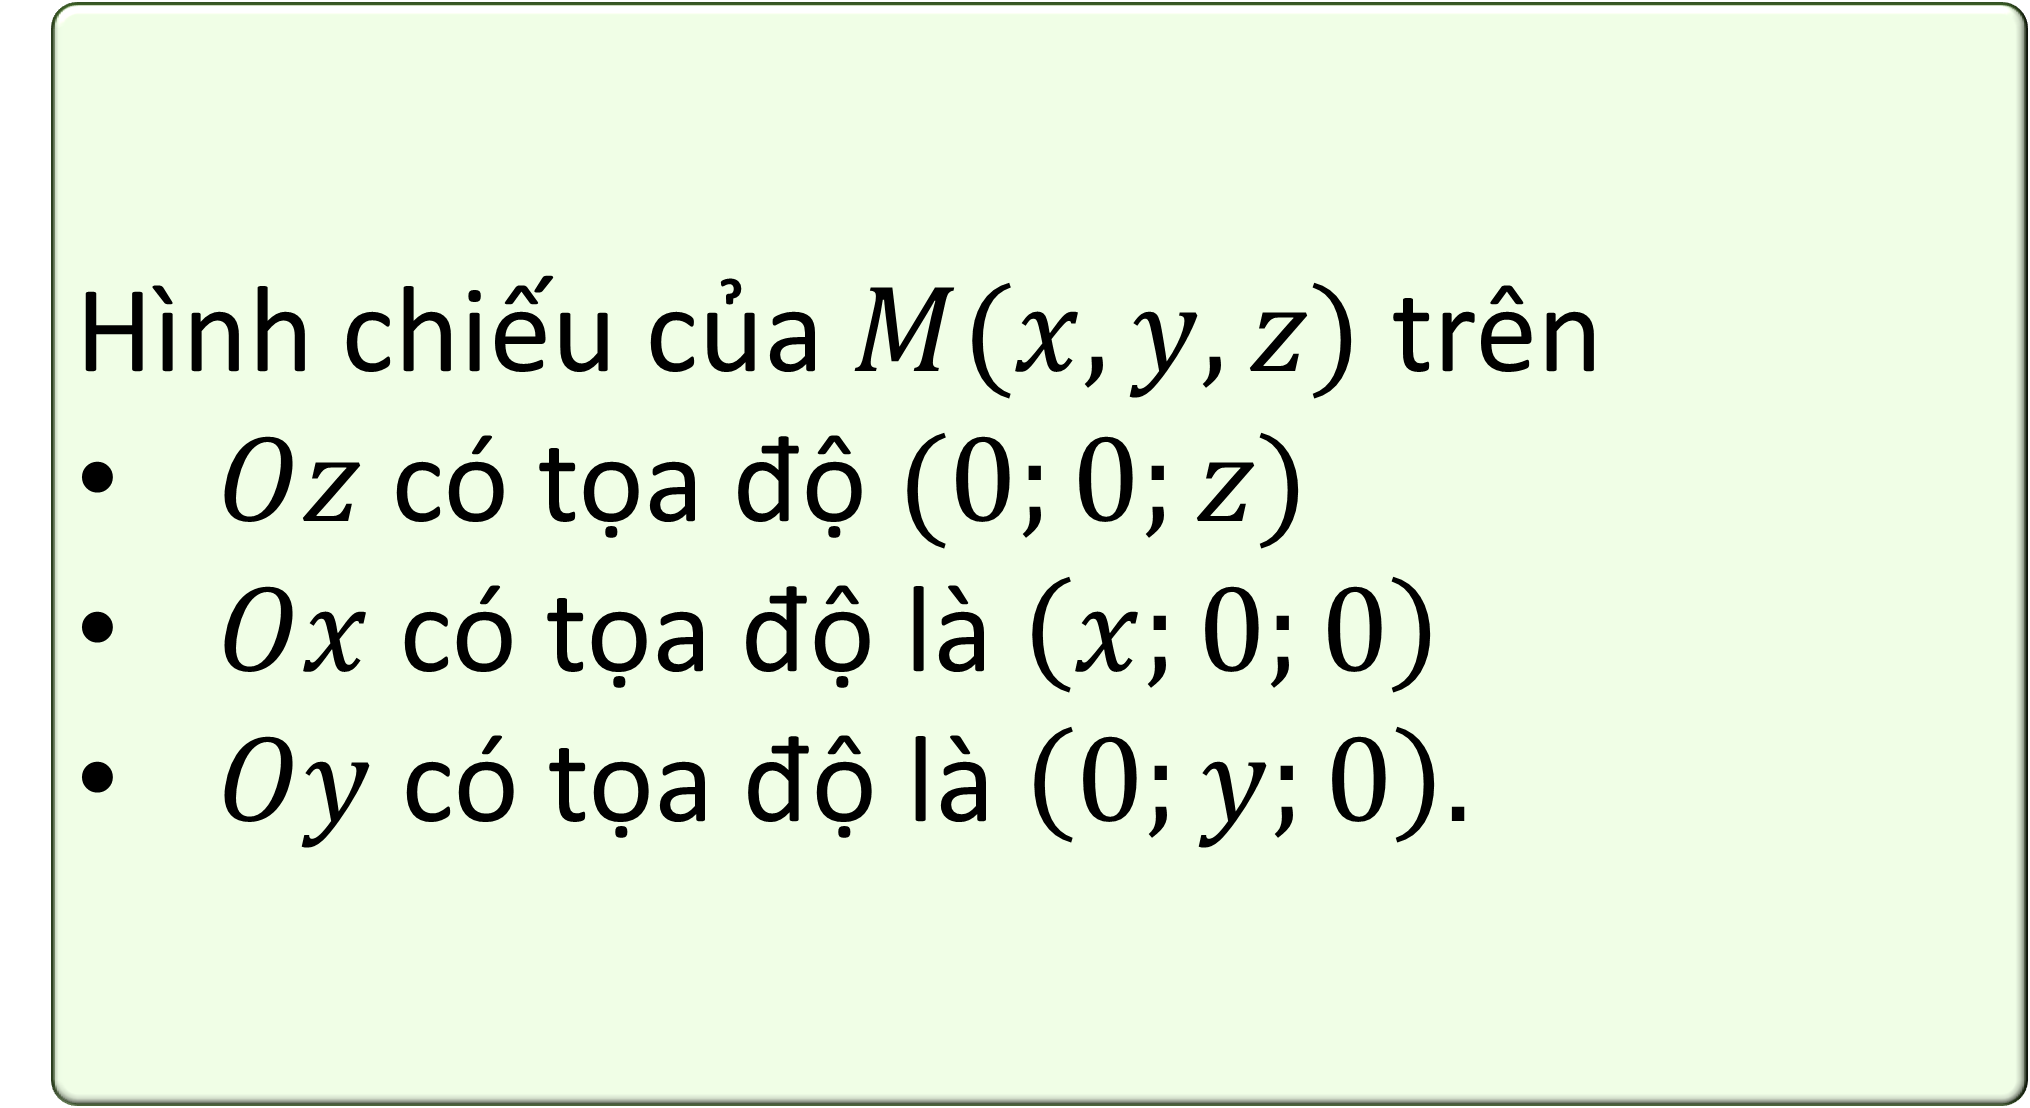 Hình chiếu của 𝑀(𝑥, 𝑦, 𝑧) trên
• 𝑂𝑧 có tọa độ (0; 0; 𝑧)
• 𝑂𝑥 có tọa độ là (𝑥; 0; 0)
• 𝑂𝑦 có tọa độ là (0; 𝑦; 0).